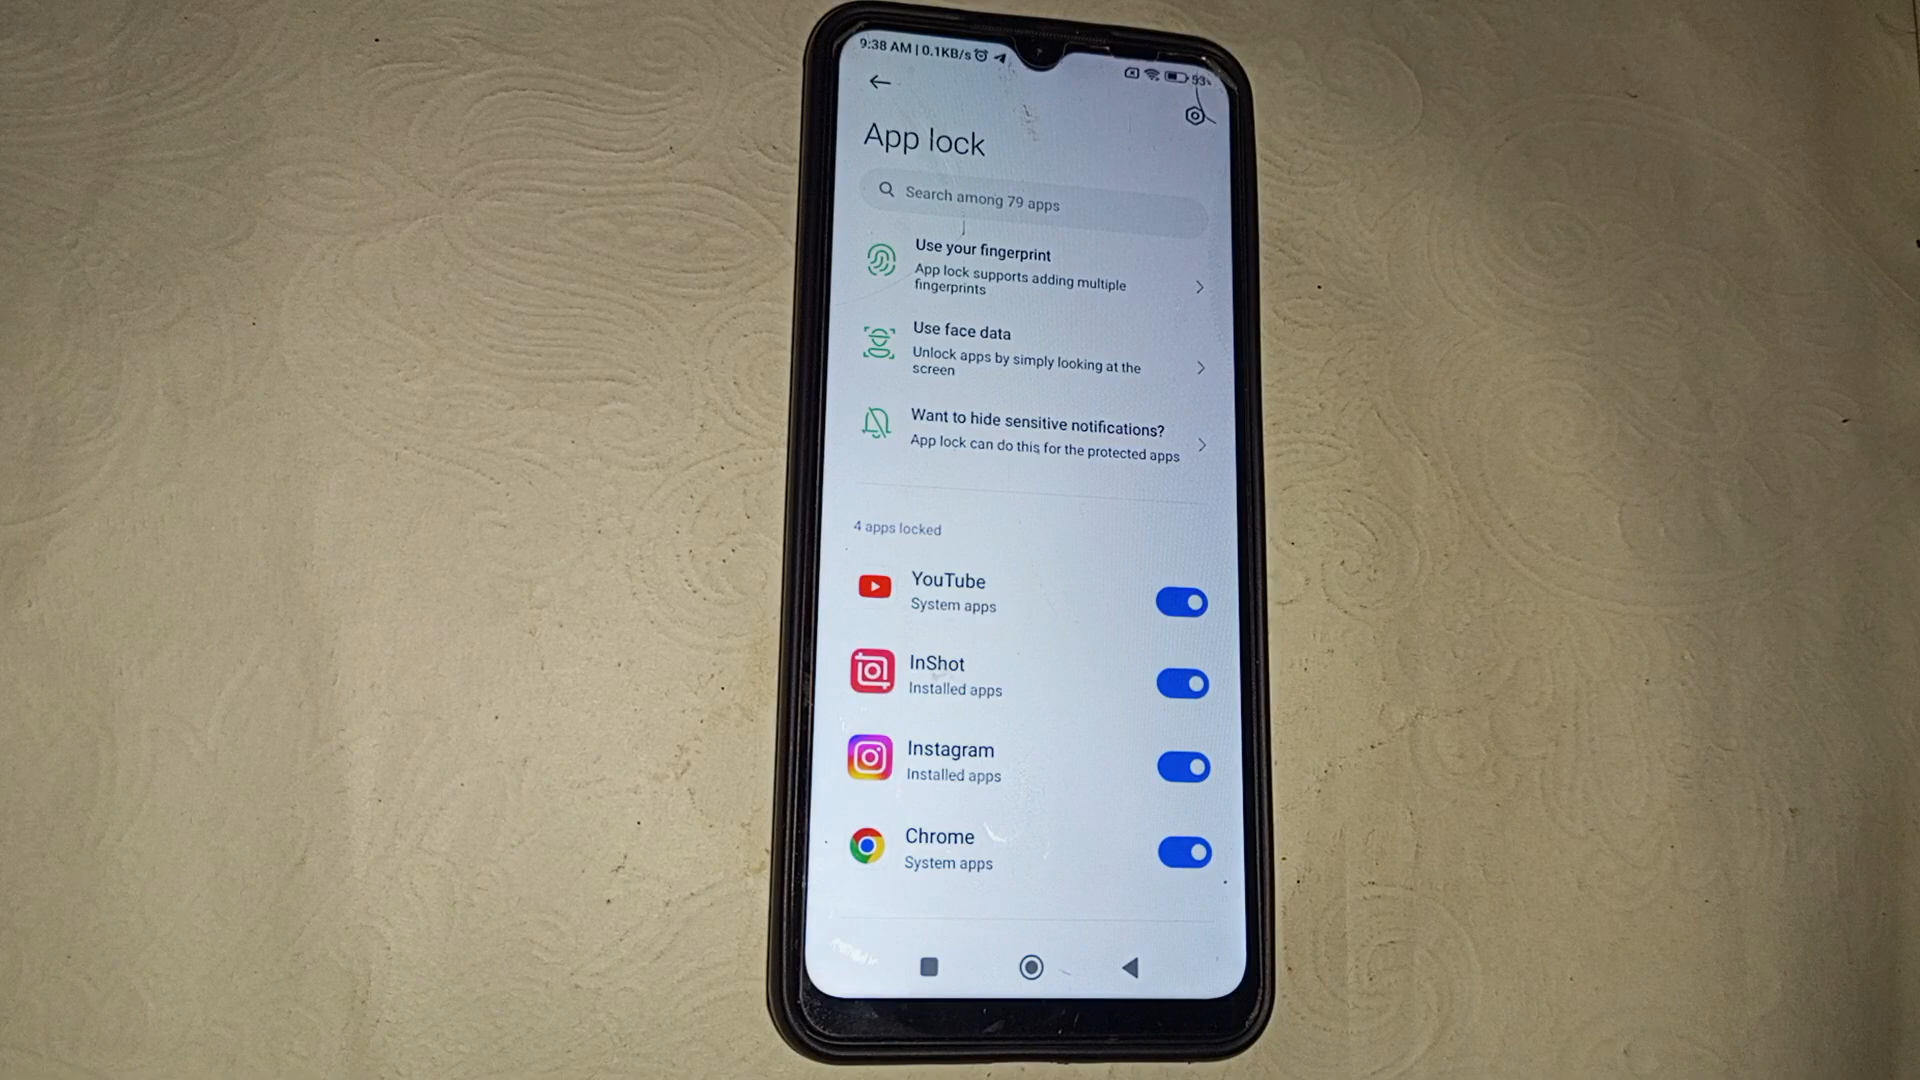 9:38 AM | 0.1KB/s
53
App lock
Search among 79 apps
Use your fingerprint
App lock supports adding multiple
fingerprints
Use face data
Unlock apps by simply looking at the
screen
Want to hide sensitive notifications?
App lock can do this for the protected apps
4 apps locked
YouTube
System apps
InShot
Installed apps
Instagram
Installed apps
Chrome
System apps